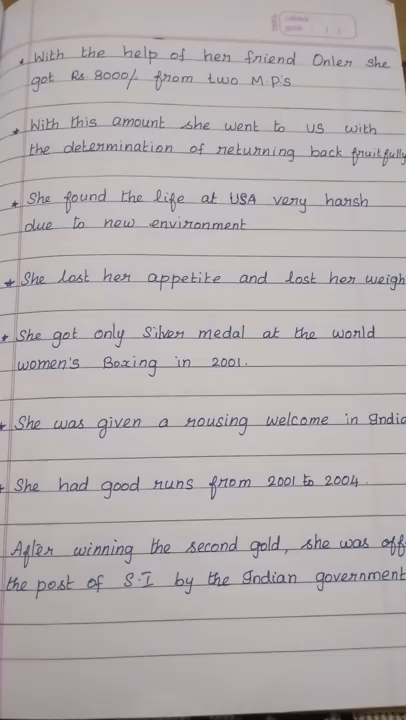 * With the help of her friend Onler she
got Rs. 8000/- from two M.P's
* With this amount she went to US with
the determination of returning back fruitfully
* She found the life at USA very harsh
due to new environment
* She lost her appetite and lost her weigh
* She got only Silver medal at the world
women's Boxing in 2001.
* She was given a rousing welcome in India
* She had good runs from 2001 to 2004.
After winning the second gold, she was off
the post of S.I by the Indian government